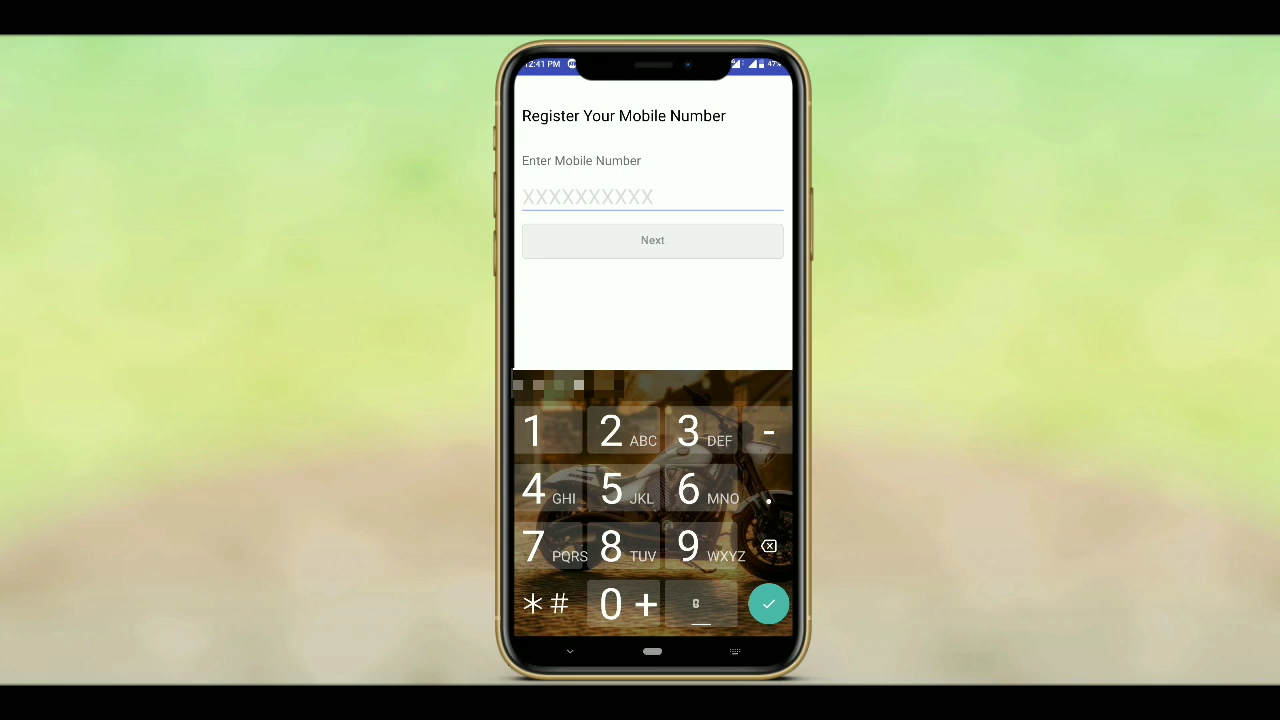 12:41 PM
47%
Register Your Mobile Number
Enter Mobile Number
XXXXXXXXXX
Next
1 2 ABC 3 DEF -
4 GHI 5 JKL 6 MNO .
7 PQRS 8 TUV 9 WXYZ
*# 0 +